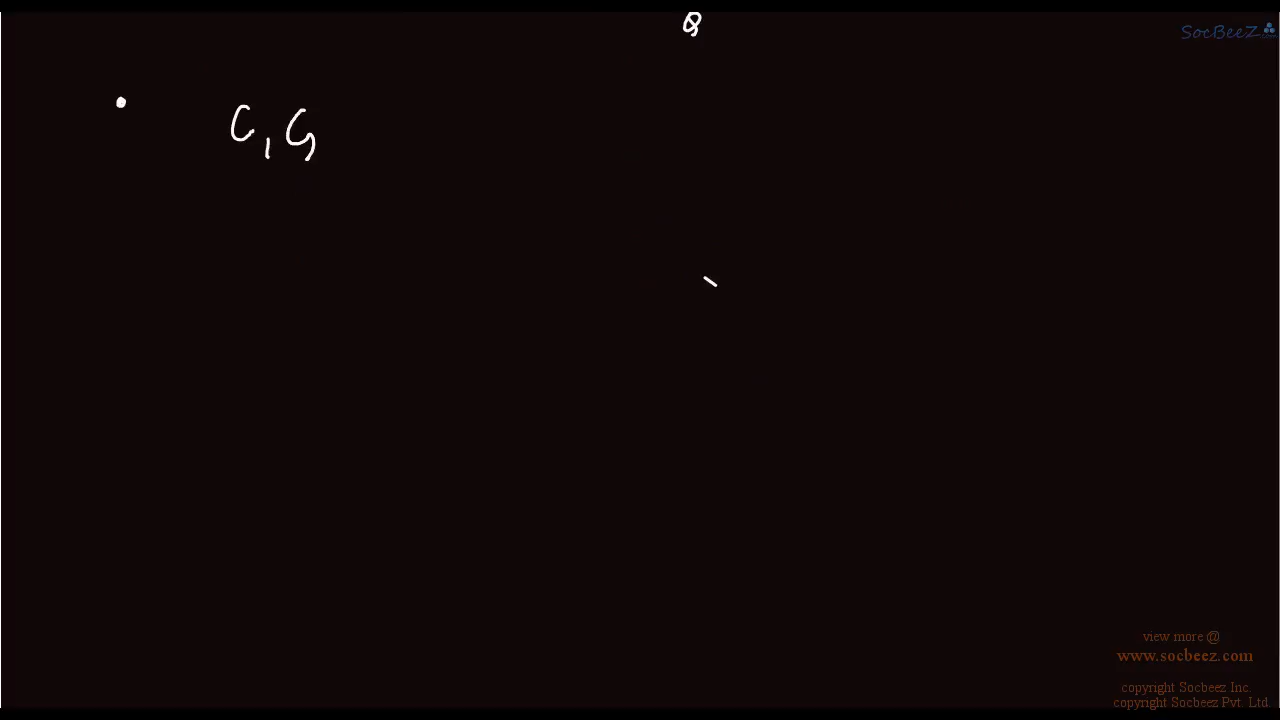 SocBeeZ
C, G
view more @
www.socbeez.com
copyright Socbeez Inc.
copyright Socbeez Pvt. Ltd.